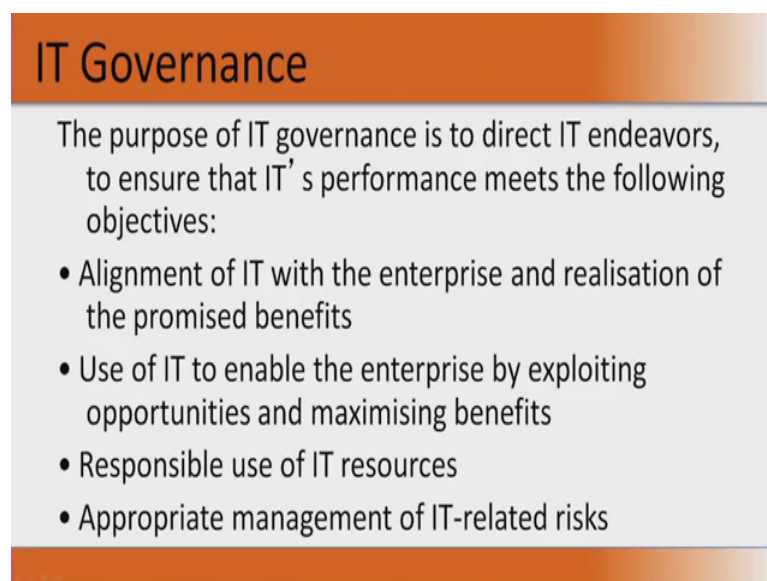 IT Governance
The purpose of IT governance is to direct IT endeavors,
to ensure that IT’s performance meets the following
objectives:
• Alignment of IT with the enterprise and realisation of
the promised benefits
• Use of IT to enable the enterprise by exploiting
opportunities and maximising benefits
• Responsible use of IT resources
• Appropriate management of IT-related risks